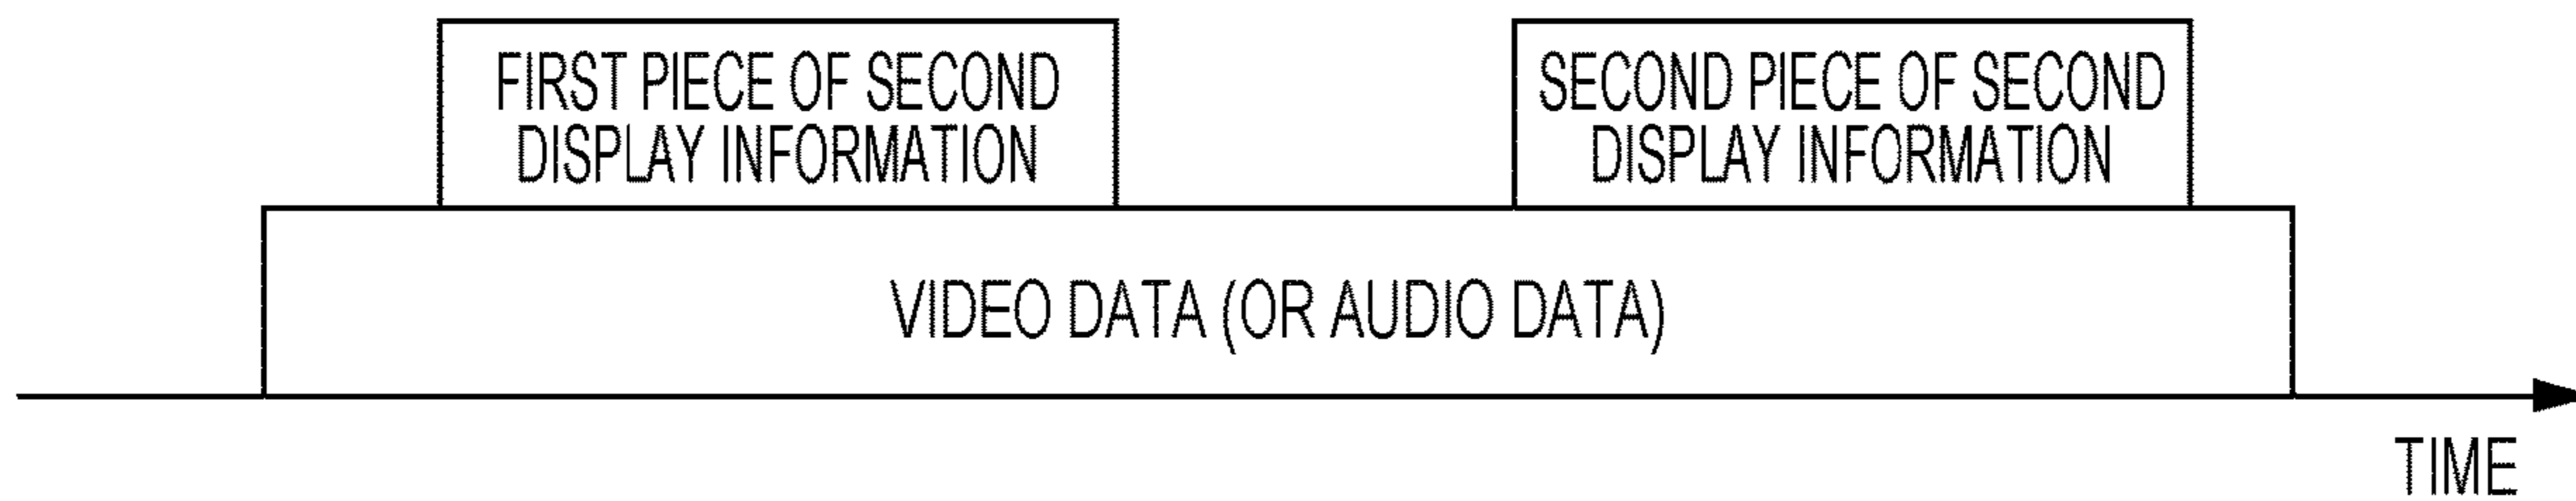 FIRST PIECE OF SECOND
DISPLAY INFORMATION
SECOND PIECE OF SECOND
DISPLAY INFORMATION
VIDEO DATA (OR AUDIO DATA)
TIME